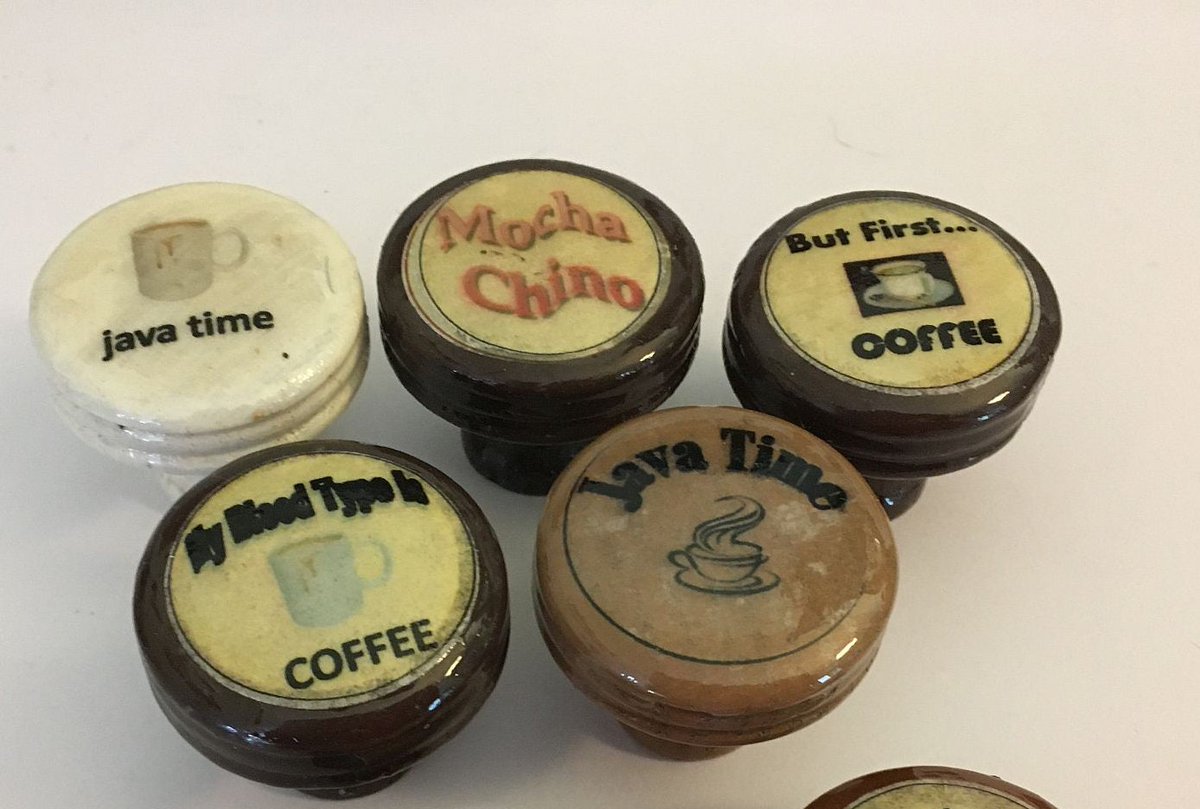 java time
Mocha
Chino
But First...
COFFEE
My Blood Type Is
COFFEE
Java Time